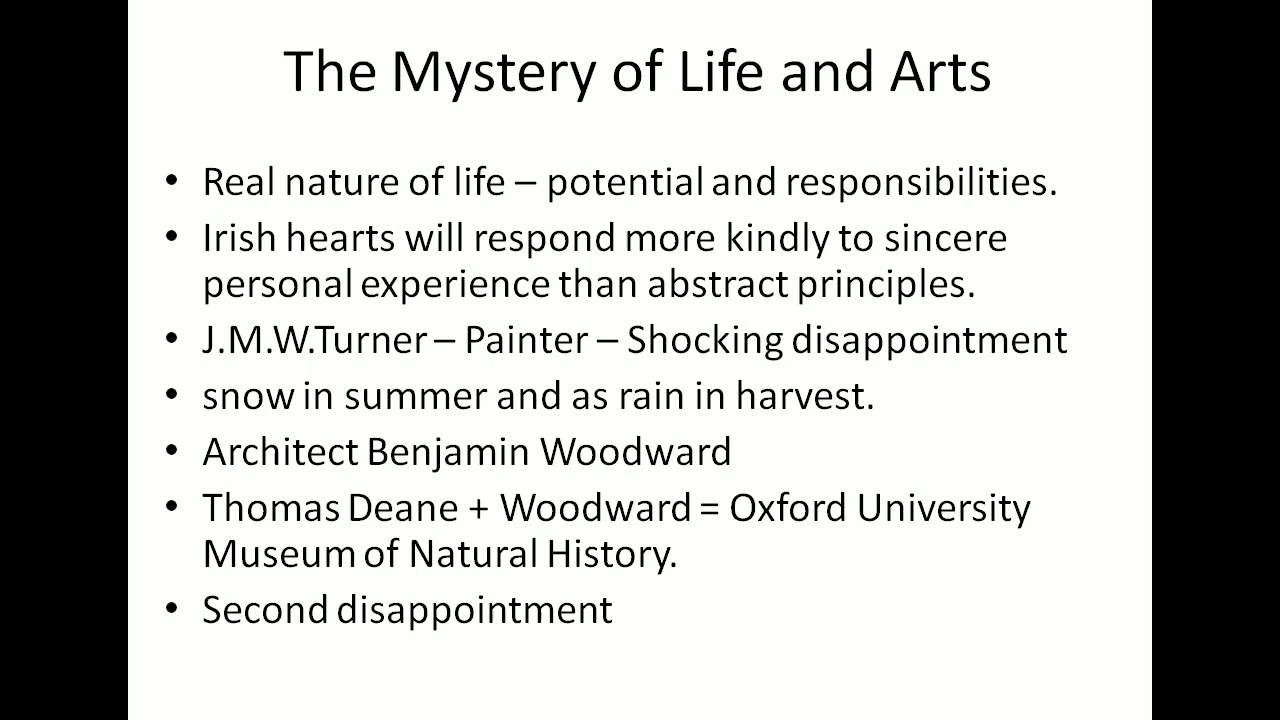 The Mystery of Life and Arts
• Real nature of life – potential and responsibilities.
• Irish hearts will respond more kindly to sincere
personal experience than abstract principles.
• J.M.W.Turner – Painter – Shocking disappointment
• snow in summer and as rain in harvest.
• Architect Benjamin Woodward
• Thomas Deane + Woodward = Oxford University
Museum of Natural History.
• Second disappointment